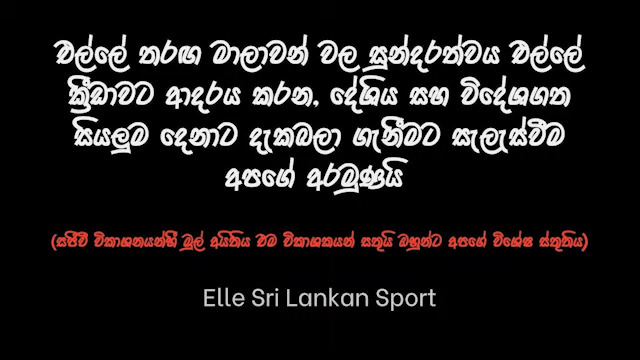 එල්ලේ තරඟ මාලාවන් වල සුන්දරත්වය එල්ලේ
ක්‍රීඩාවට ආදරය කරන, දේශිය සහ විදේශගත
සියලුම දෙනාට දැකබලා ගැනීමට සැලැස්වීම
අපගේ අරමුණයි
(සජීවී විකාශනයන්හී මුල් අයිතිය එම විකාශකයන් සතුයි ඔහුන්ට අපගේ විශේෂ ස්තූතිය)
Elle Sri Lankan Sport